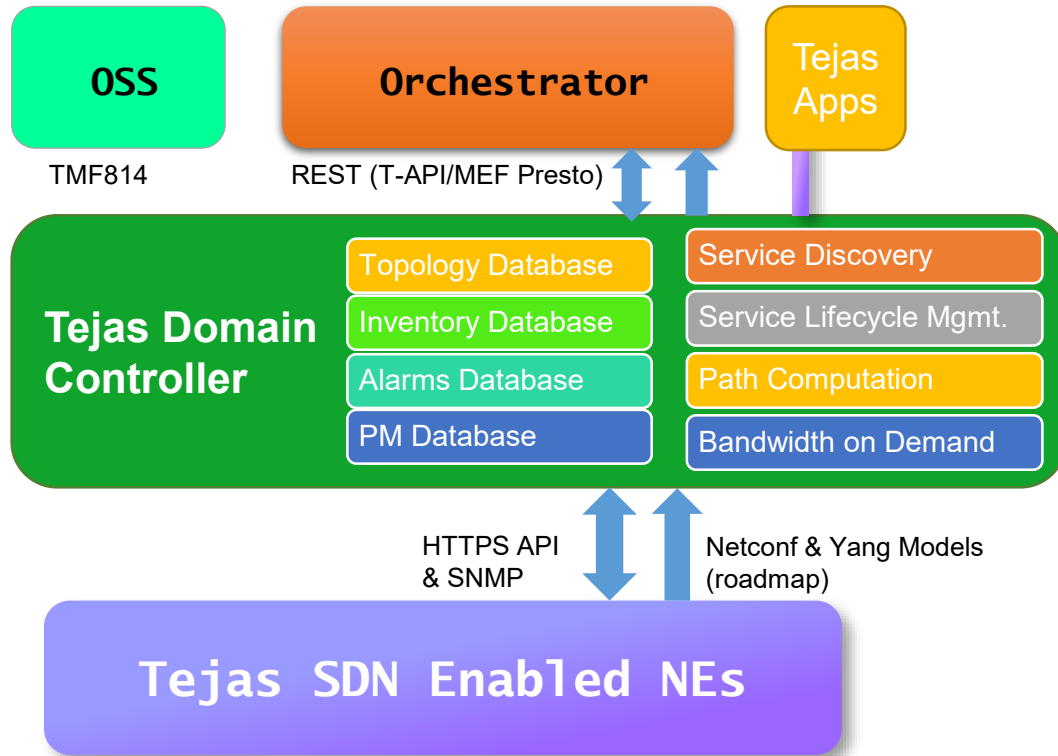 OSS
Orchestrator
Tejas
Apps
TMF814
REST (T-API/MEF Presto)
Tejas Domain
Controller
Topology Database
Inventory Database
Alarms Database
PM Database
Service Discovery
Service Lifecycle Mgmt.
Path Computation
Bandwidth on Demand
HTTPS API
& SNMP
Netconf & Yang Models
(roadmap)
Tejas SDN Enabled NEs